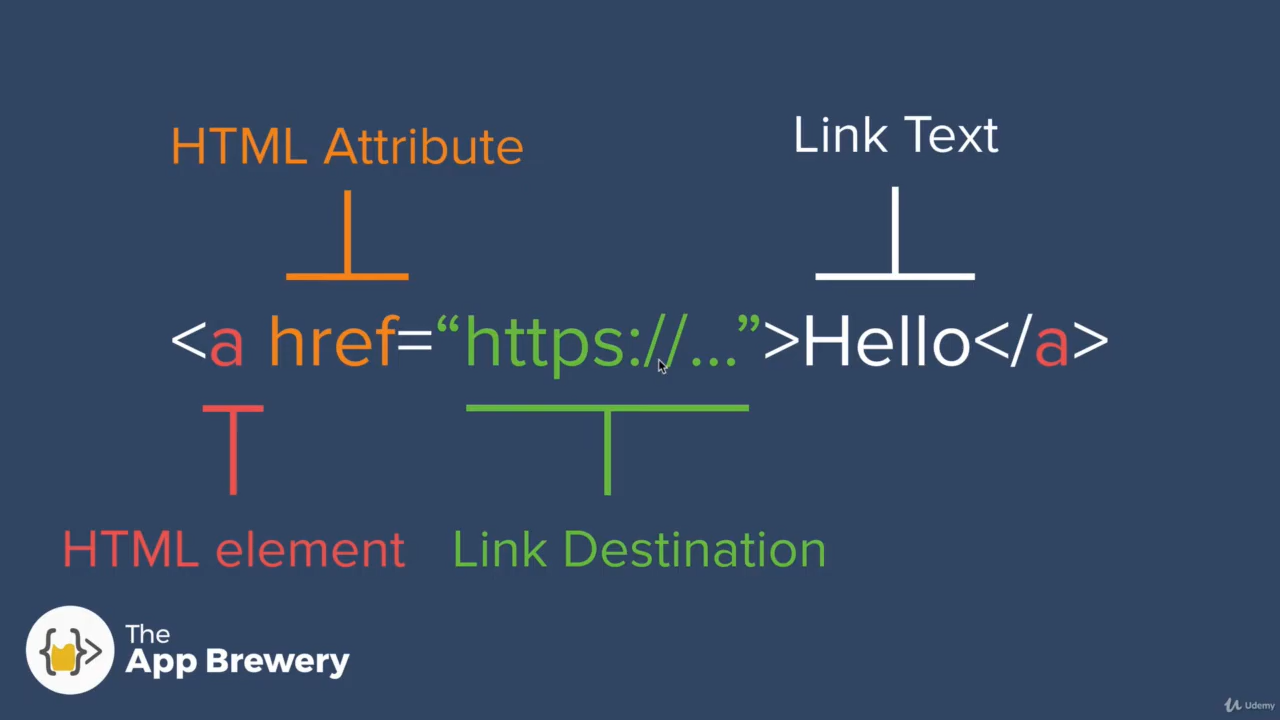 HTML Attribute
Link Text
<a href=“https://...”>Hello</a>
HTML element
Link Destination
The
App Brewery
Udemy